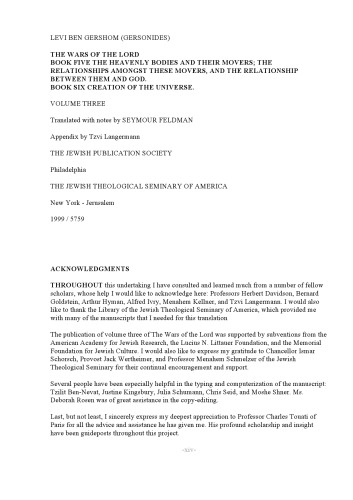 LEVI BEN GERSHOM (GERSONIDES)
THE WARS OF THE LORD
BOOK FIVE THE HEAVENLY BODIES AND THEIR MOVERS; THE
RELATIONSHIPS AMONGST THESE MOVERS, AND THE RELATIONSHIP
BETWEEN THEM AND GOD.
BOOK SIX CREATION OF THE UNIVERSE.
VOLUME THREE
Translated with notes by SEYMOUR FELDMAN
Appendix by Tzvi Langermann
THE JEWISH PUBLICATION SOCIETY
Philadelphia
THE JEWISH THEOLOGICAL SEMINARY OF AMERICA
New York - Jerusalem
1999 / 5759
ACKNOWLEDGMENTS
THROUGHOUT this undertaking I have consulted and learned much from a number of fellow
scholars, whose help I would like to acknowledge here: Professors Herbert Davidson, Bernard
Goldstein, Arthur Hyman, Alfred Ivry, Menahem Kellner, and Tzvi Langermann. I would also
like to thank the Library of the Jewish Theological Seminary of America, which provided me
with many of the manuscripts that I needed for this translation.
The publication of volume three of The Wars of the Lord was supported by subventions from the
American Academy for Jewish Research, the Lucius N. Littauer Foundation, and the Memorial
Foundation for Jewish Culture. I would also like to express my gratitude to Chancellor Ismar
Schorsch, Provost Jack Wertheimer, and Professor Menahem Schmelzer of the Jewish
Theological Seminary for their continual encouragement and support.
Several people have been especially helpful in the typing and computerization of the manuscript:
Tzilit Ben-Nevat, Justine Kingsbury, Julia Schumann, Chris Seid, and Moshe Shner. Ms.
Deborah Rosen was of great assistance in the copy-editing.
Last, but not least, I sincerely express my deepest appreciation to Professor Charles Touati of
Paris for all the advice and assistance he has given me. His profound scholarship and insight
have been guideposts throughout this project.